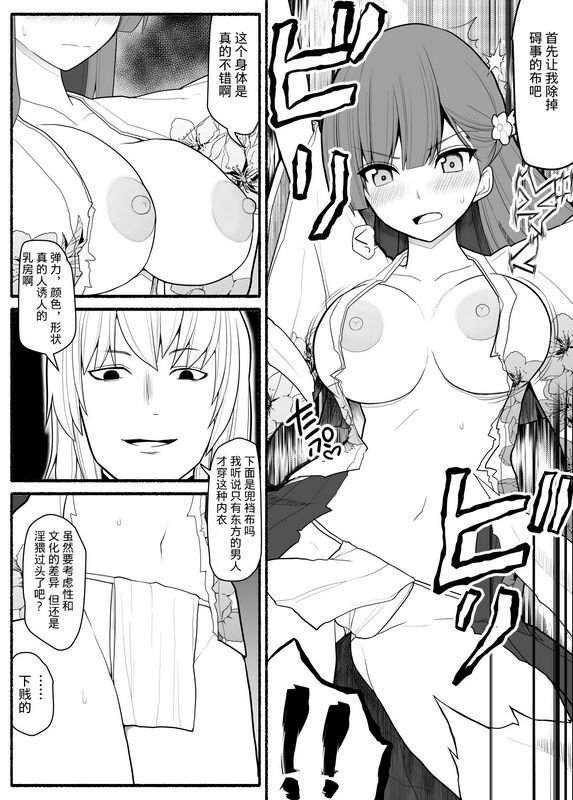 首先让我除掉
碍事的布吧
ビリ
ビリ
!!
たぷ♡
这个身体是
真的不错啊
弹力，颜色，形状
真的人诱人的
乳房啊
下面是兜裆布吗
我听说只有东方的男人
才穿这种内衣
虽然要考虑性和
文化的差异 但还是
淫猥过头了吧？
……
下贱的